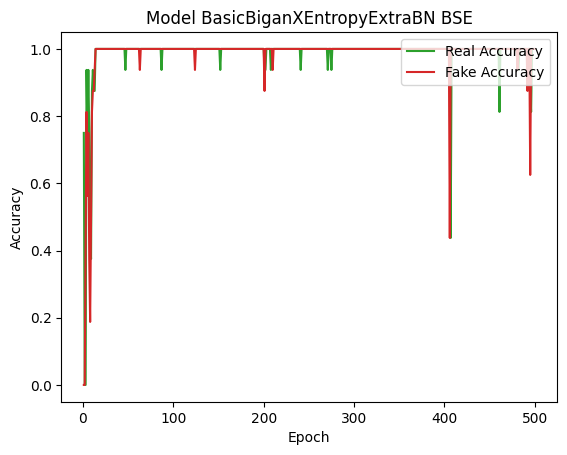 Model BasicBiganXEntropyExtraBN BSE
Real Accuracy
Fake Accuracy
1.0
0.8
0.6
0.4
0.2
0.0
Accuracy
0 100 200 300 400 500
Epoch